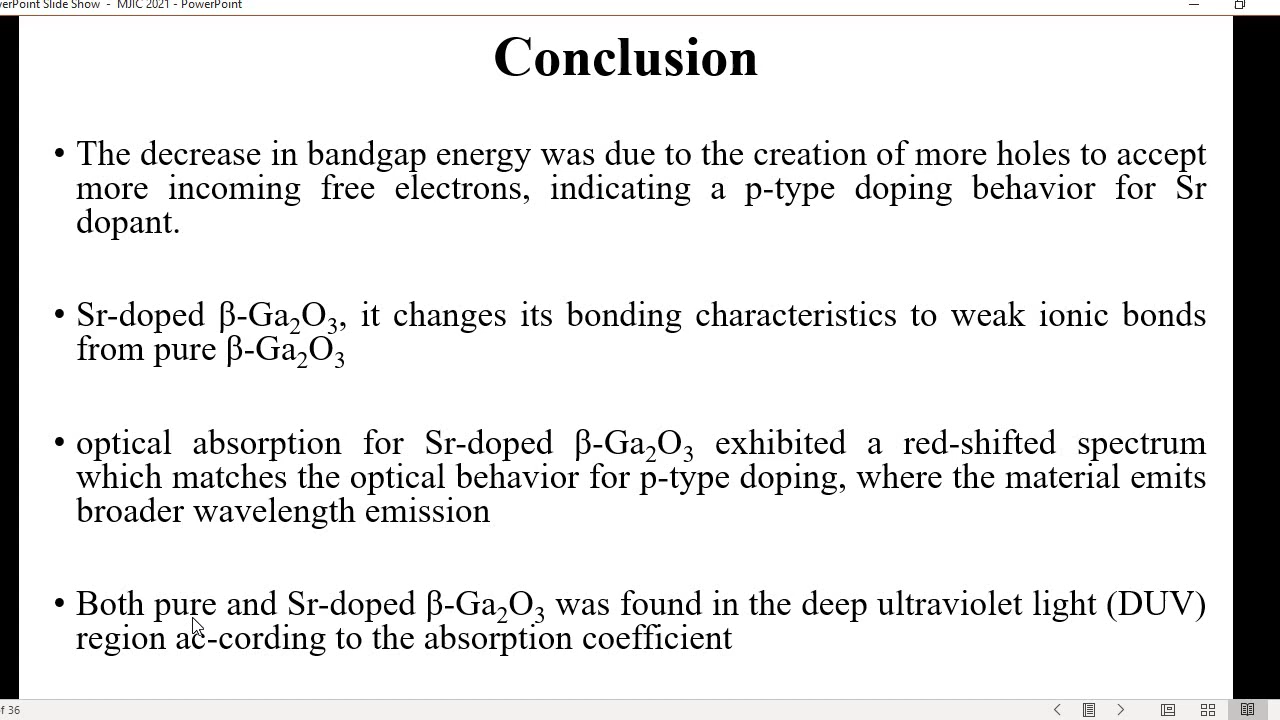 werPoint Slide Show - MJIC 2021 - PowerPoint
Conclusion
• The decrease in bandgap energy was due to the creation of more holes to accept
more incoming free electrons, indicating a p-type doping behavior for Sr
dopant.
• Sr-doped β-Ga₂O₃, it changes its bonding characteristics to weak ionic bonds
from pure β-Ga₂O₃
• optical absorption for Sr-doped β-Ga₂O₃ exhibited a red-shifted spectrum
which matches the optical behavior for p-type doping, where the material emits
broader wavelength emission
• Both pure and Sr-doped β-Ga₂O₃ was found in the deep ultraviolet light (DUV)
region ac-cording to the absorption coefficient
f 36